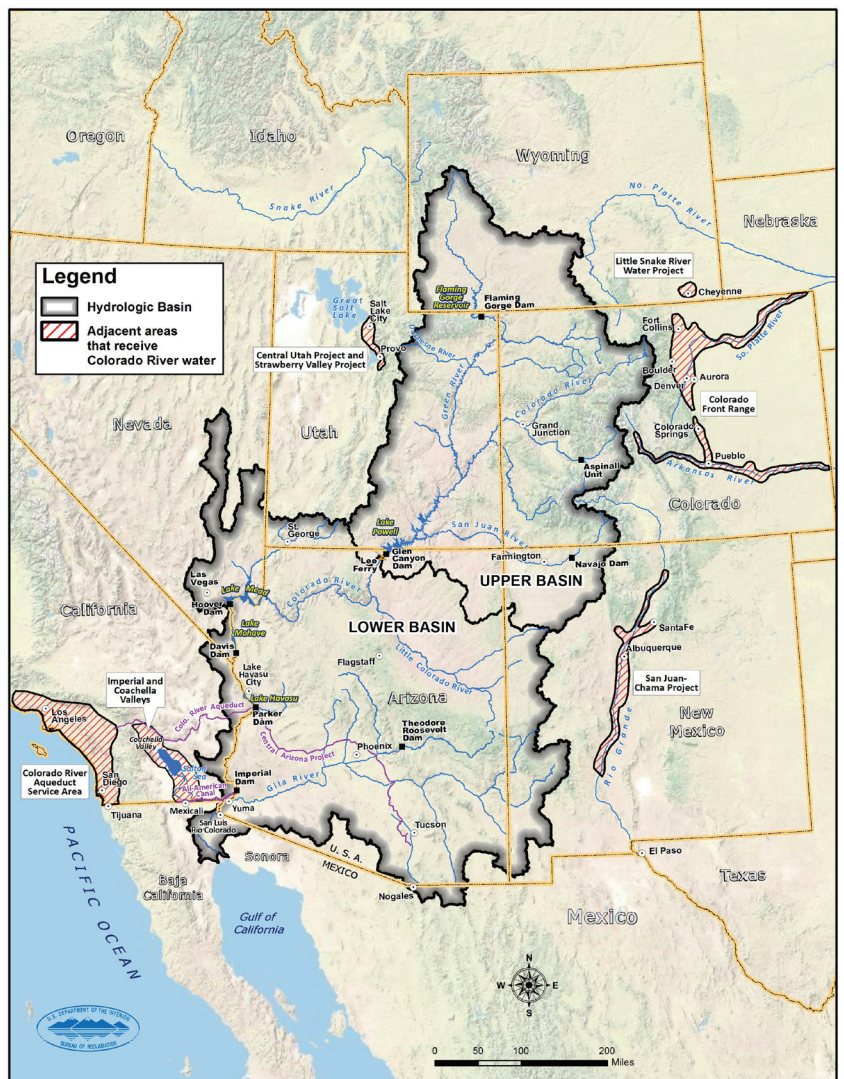 Oregon
Idaho
Wyoming
Snake River
No. Platte River
Nebraska
Legend
Hydrologic Basin
Adjacent areas
that receive
Colorado River water
Great
Salt
Lake
Salt
Lake
City
Provo
Central Utah Project and
Strawberry Valley Project
Flaming
Gorge
Reservoir
Flaming
Gorge Dam
Little Snake River
Water Project
Cheyenne
Fort
Collins
So. Platte River
Boulder
Denver
Aurora
Colorado
Front Range
Colorado
Springs
Pueblo
Arkansas River
Colorado
Green River
Colorado River
Grand
Junction
Aspinall
Unit
Nevada
Utah
St.
George
Lake
Powell
San Juan River
Lee
Ferry
Glen
Canyon
Dam
Farmington
Navajo Dam
UPPER BASIN
Las
Vegas
Lake Mead
Hoover
Dam
Colorado River
California
Lake
Mohave
LOWER BASIN
Davis
Dam
Lake
Havasu
City
Flagstaff
Little Colorado River
SantaFe
Albuquerque
San Juan-
Chama Project
Rio Grande
New
Mexico
Imperial and
Coachella
Valleys
Los
Angeles
Colo. River Aqueduct
Lake Havasu
Parker
Dam
Arizona
Theodore
Roosevelt
Dam
Coachella
Valley
Salton
Sea
Central Arizona Project
Phoenix
Colorado River
Aqueduct
Service Area
San
Diego
All-American
Canal
Imperial
Dam
Gila River
Tijuana
Mexicali
Yuma
San Luis
Rio Colorado
Tucson
U. S. A.
MEXICO
Sonora
Baja
California
Nogales
El Paso
Texas
Mexico
PACIFIC OCEAN
Gulf of
California
N
W
E
S
U.S. DEPARTMENT OF THE INTERIOR
BUREAU OF RECLAMATION
0 50 100 200
Miles